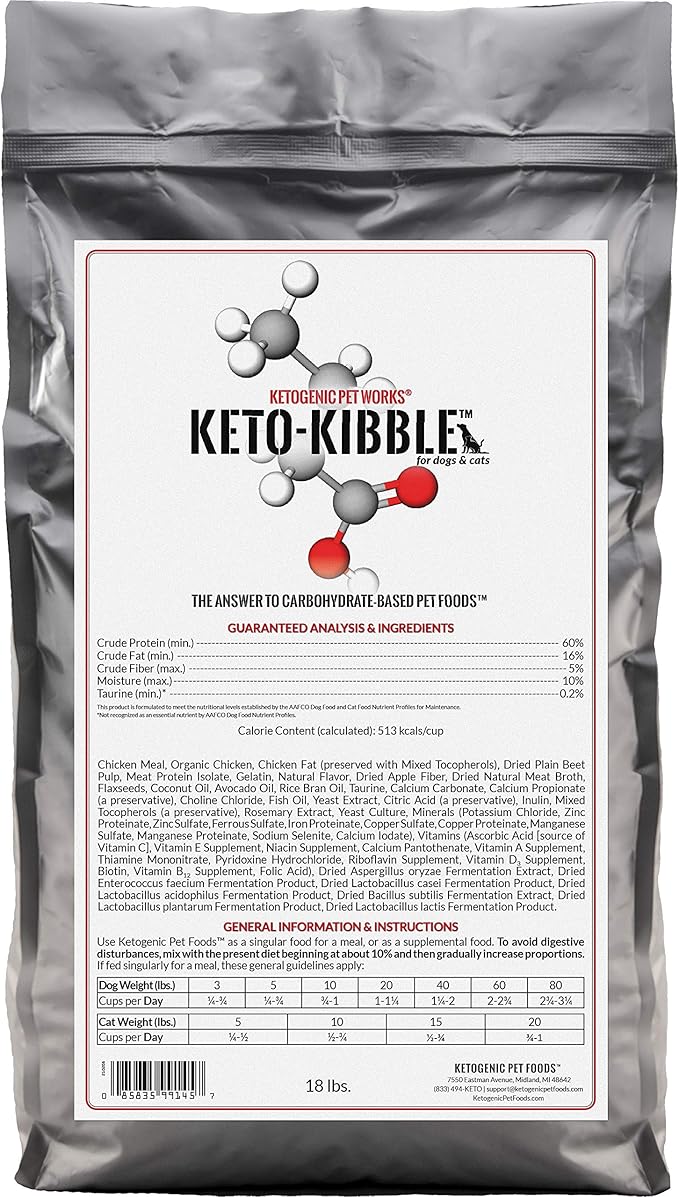 KETOGENIC PET WORKS®
KETO-KIBBLE™
for dogs & cats
THE ANSWER TO CARBOHYDRATE-BASED PET FOODS™
GUARANTEED ANALYSIS & INGREDIENTS
Crude Protein (min.) 60%
Crude Fat (min.) 16%
Crude Fiber (max.) 5%
Moisture (max.) 10%
Taurine (min.)* 0.2%
This product is formulated to meet the nutritional levels established by the AAFCO Dog Food and Cat Food Nutrient Profiles for Maintenance.
*Not recognized as an essential nutrient by AAFCO Dog Food Nutrient Profiles.
Calorie Content (calculated): 513 kcals/cup
Chicken Meal, Organic Chicken, Chicken Fat (preserved with Mixed Tocopherols), Dried Plain Beet
Pulp, Meat Protein Isolate, Gelatin, Natural Flavor, Dried Apple Fiber, Dried Natural Meat Broth,
Flaxseeds, Coconut Oil, Avocado Oil, Rice Bran Oil, Taurine, Calcium Carbonate, Calcium Propionate
(a preservative), Choline Chloride, Fish Oil, Yeast Extract, Citric Acid (a preservative), Inulin, Mixed
Tocopherols (a preservative), Rosemary Extract, Yeast Culture, Minerals (Potassium Chloride, Zinc
Proteinate, Zinc Sulfate, Ferrous Sulfate, Iron Proteinate, Copper Sulfate, Copper Proteinate, Manganese
Sulfate, Manganese Proteinate, Sodium Selenite, Calcium Iodate), Vitamins (Ascorbic Acid [source of
Vitamin C], Vitamin E Supplement, Niacin Supplement, Calcium Pantothenate, Vitamin A Supplement,
Thiamine Mononitrate, Pyridoxine Hydrochloride, Riboflavin Supplement, Vitamin D3 Supplement,
Biotin, Vitamin B12 Supplement, Folic Acid), Dried Aspergillus oryzae Fermentation Extract, Dried
Enterococcus faecium Fermentation Product, Dried Lactobacillus casei Fermentation Product, Dried
Lactobacillus acidophilus Fermentation Product, Dried Bacillus subtilis Fermentation Extract, Dried
Lactobacillus plantarum Fermentation Product, Dried Lactobacillus lactis Fermentation Product.
GENERAL INFORMATION & INSTRUCTIONS
Use Ketogenic Pet Foods™ as a singular food for a meal, or as a supplemental food. To avoid digestive
disturbances, mix with the present diet beginning at about 10% and then gradually increase proportions.
If fed singularly for a meal, these general guidelines apply:
Dog Weight (lbs.) 3 5 10 20 40 60 80
Cups per Day ¼-¾ ¼-¾ ¾-1 1-1¼ 1¼-2 2-2¾ 2¾-3¼
Cat Weight (lbs.) 5 10 15 20
Cups per Day ¼-½ ½-¾ ½-¾ ¾-1
0 85835 99145 7
18 lbs.
KETOGENIC PET FOODS™
7550 Eastman Avenue, Midland, MI 48642
(833) 494-KETO | support@ketogenicpetfoods.com
KetogenicPetFoods.com